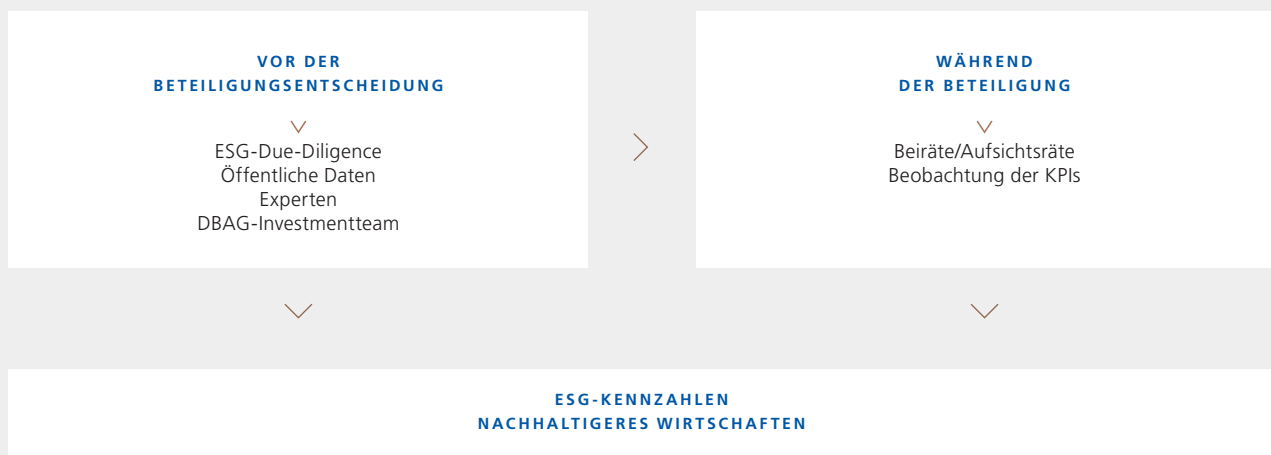 VOR DER
BETEILIGUNGSENTSCHEIDUNG
ESG-Due-Diligence
Öffentliche Daten
Experten
DBAG-Investmentteam
WÄHREND
DER BETEILIGUNG
Beiräte/Aufsichtsräte
Beobachtung der KPIs
ESG-KENNZAHLEN
NACHHALTIGERES WIRTSCHAFTEN